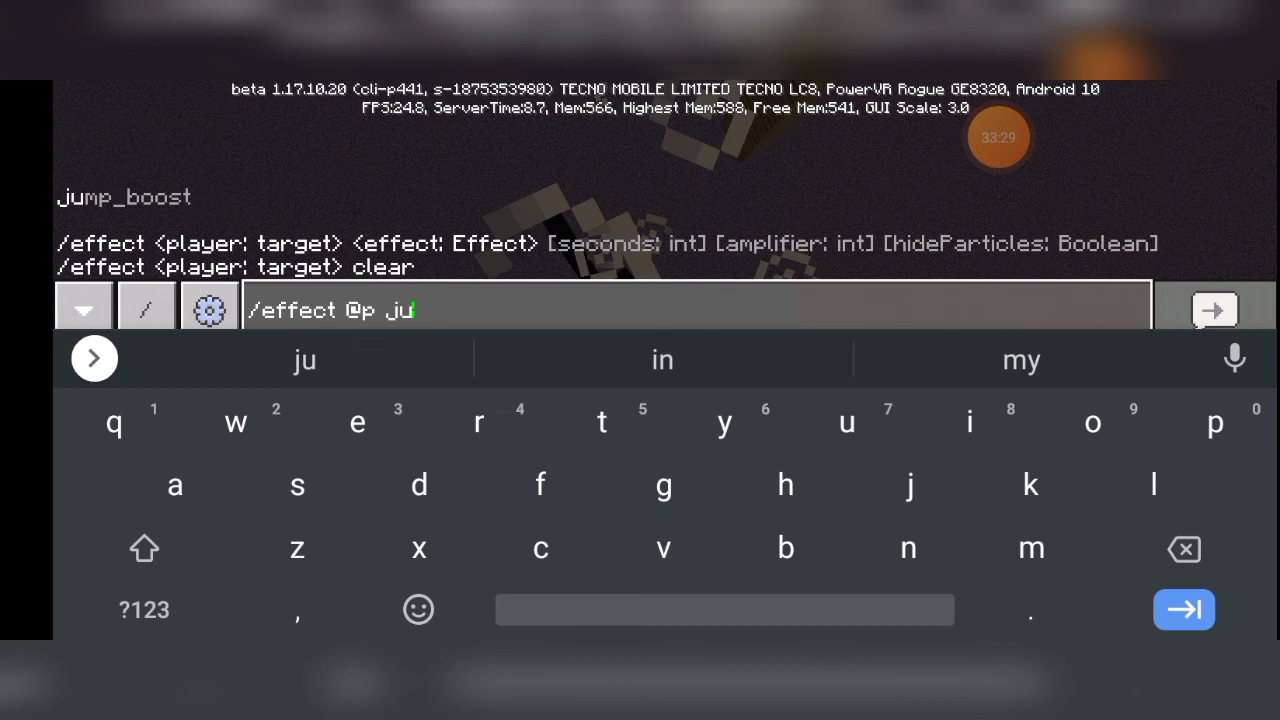 beta 1.17.10.20 (cli-p441, s-1875353980) TECNO MOBILE LIMITED TECNO LC8, PowerVR Rogue GE8320, Android 10
FPS:24.8, ServerTime:8.7, Mem:566, Highest Mem:588, Free Mem:541, GUI Scale: 3.0
33:29
jump_boost
/effect <player: target> <effect: Effect> [seconds: int] [amplifier: int] [hideParticles: Boolean]
/effect <player: target> clear
/ /effect @p ju
ju in my
q 1 w 2 e 3 r 4 t 5 y 6 u 7 i 8 o 9 p 0
a s d f g h j k l
z x c v b n m
?123 , .